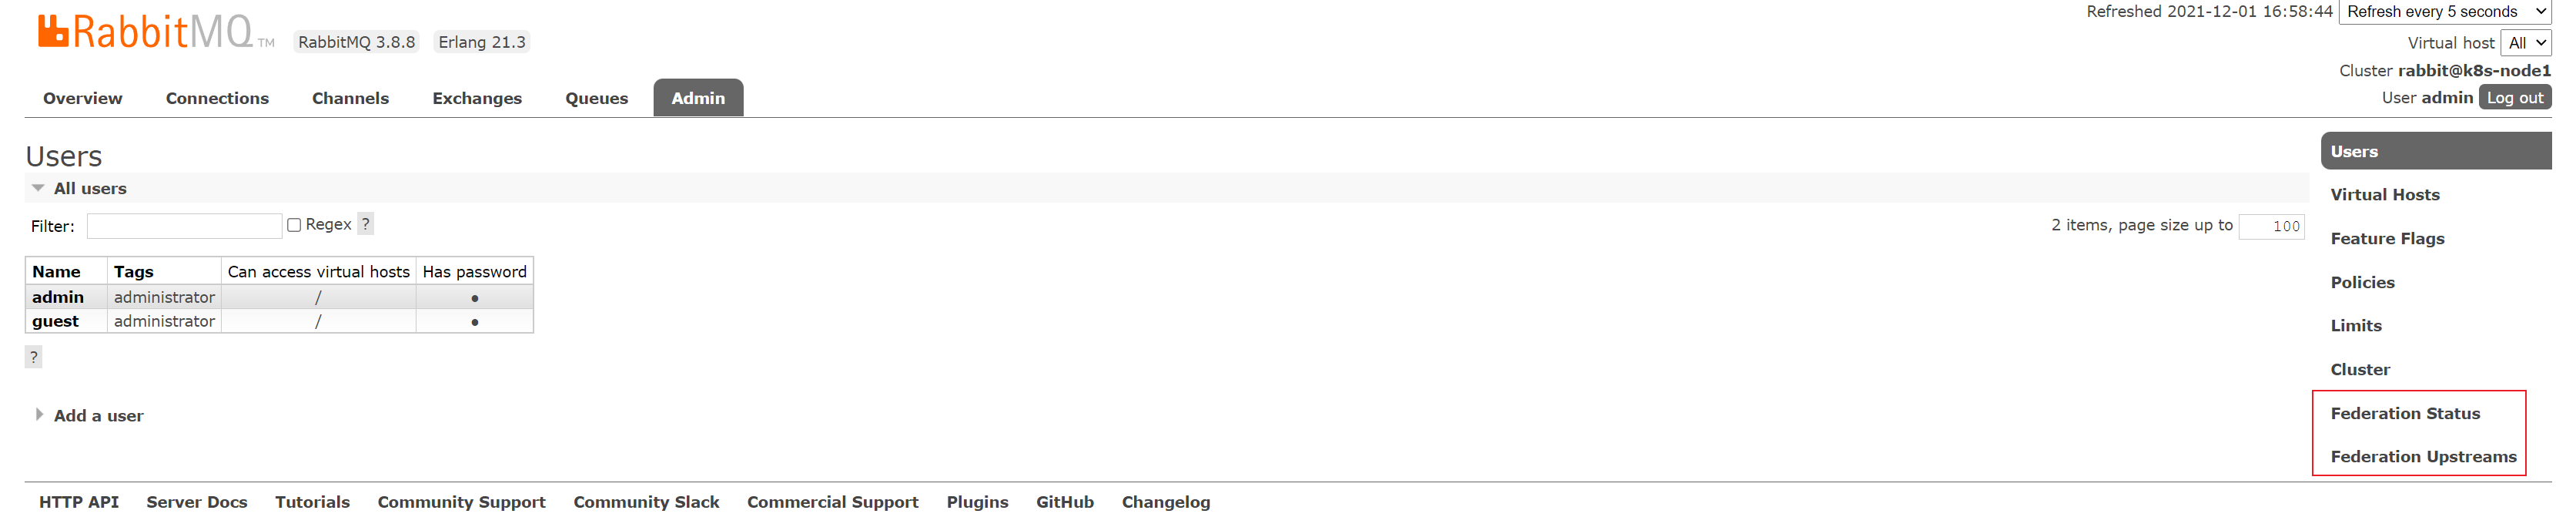 RabbitMQ TM RabbitMQ 3.8.8 Erlang 21.3
Refreshed 2021-12-01 16:58:44 Refresh every 5 seconds
Virtual host All
Cluster rabbit@k8s-node1
User admin Log out
Overview Connections Channels Exchanges Queues Admin
Users
All users
Filter: Regex ? 2 items, page size up to 100
Name Tags Can access virtual hosts Has password
admin administrator / ●
guest administrator / ●
?
Add a user
Users
Virtual Hosts
Feature Flags
Policies
Limits
Cluster
Federation Status
Federation Upstreams
HTTP API Server Docs Tutorials Community Support Community Slack Commercial Support Plugins GitHub Changelog